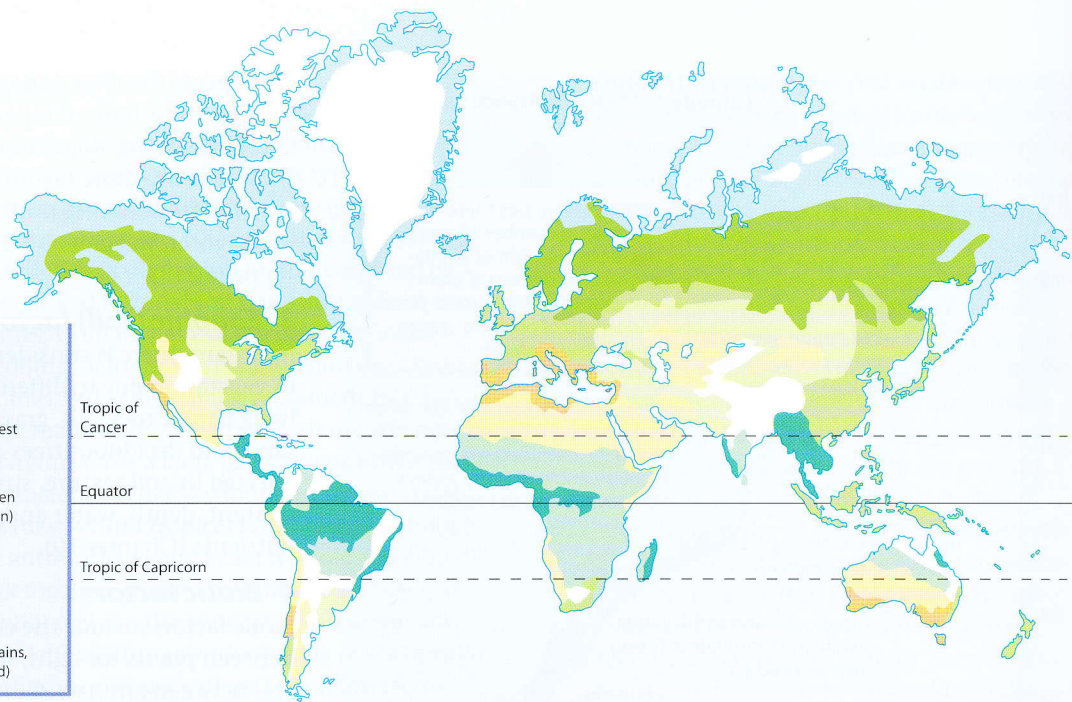 est
en
n)
ains,
d)
Tropic of
Cancer
Equator
Tropic of Capricorn